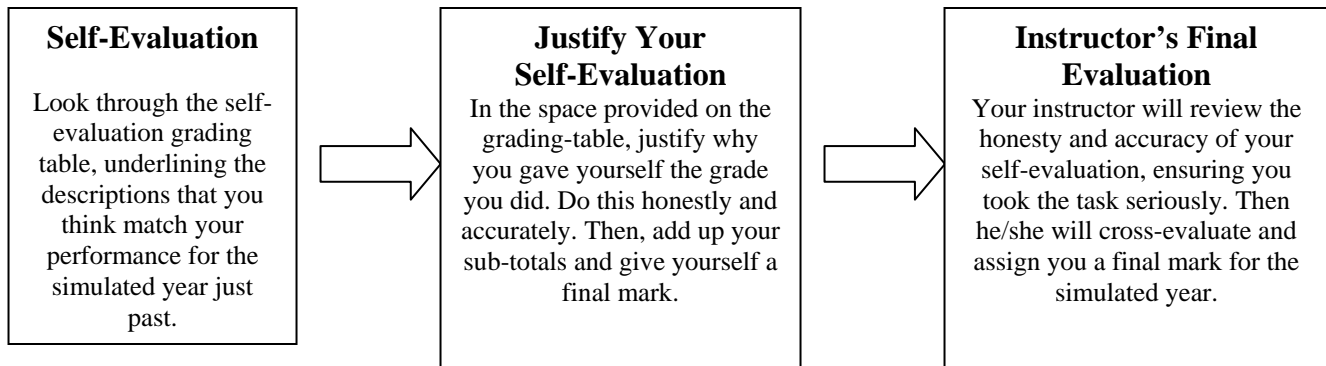 Self-Evaluation
Look through the self-
evaluation grading
table, underlining the
descriptions that you
think match your
performance for the
simulated year just
past.
Justify Your
Self-Evaluation
In the space provided on the
grading-table, justify why
you gave yourself the grade
you did. Do this honestly and
accurately. Then, add up your
sub-totals and give yourself a
final mark.
Instructor’s Final
Evaluation
Your instructor will review the
honesty and accuracy of your
self-evaluation, ensuring you
took the task seriously. Then
he/she will cross-evaluate and
assign you a final mark for the
simulated year.